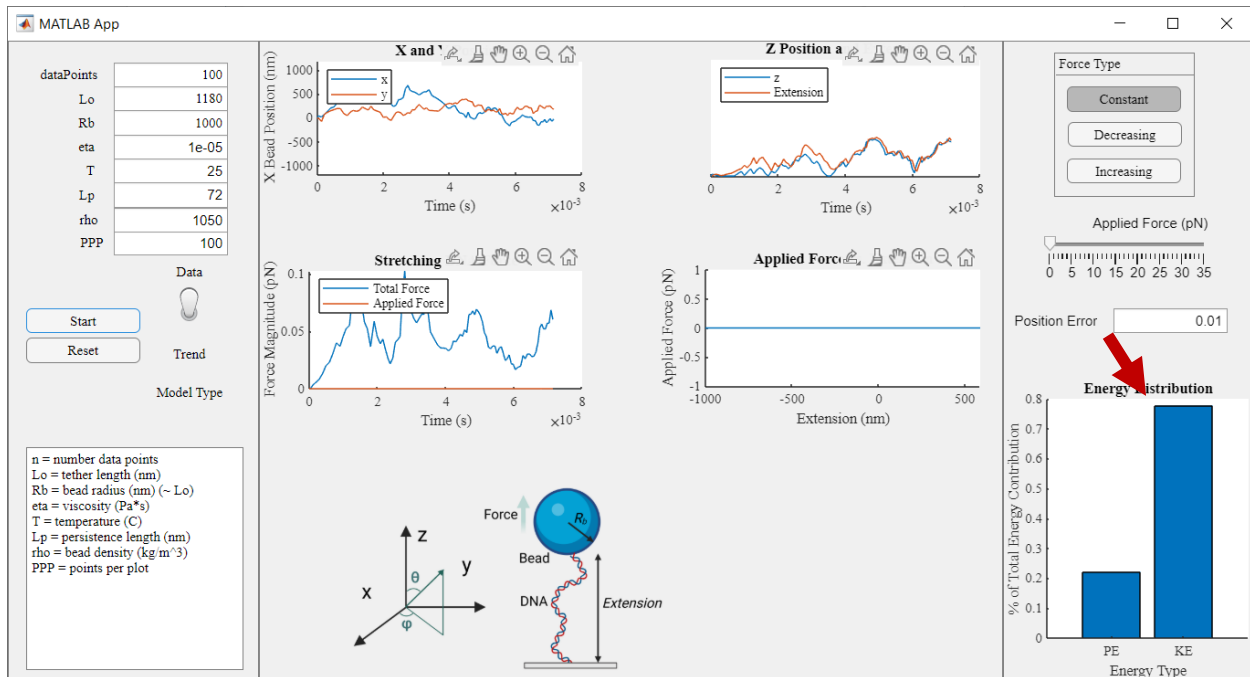 MATLAB App
dataPoints 100
Lo 1180
Rb 1000
eta 1e-05
T 25
Lp 72
rho 1050
PPP 100
Data
Start
Reset
Trend
Model Type
n = number data points
Lo = tether length (nm)
Rb = bead radius (nm) (~ Lo)
eta = viscosity (Pa*s)
T = temperature (C)
Lp = persistence length (nm)
rho = bead density (kg/m^3)
PPP = points per plot
X and
X Bead Position (nm)
1000
500
0
-500
-1000
x
y
0 2 4 6 8
×10-3
Time (s)
Z Position a
z
Extension
0 2 4 6 8
×10-3
Time (s)
Stretching
Force Magnitude (pN)
0.1
0.05
0
Total Force
Applied Force
0 2 4 6 8
×10-3
Time (s)
Applied Force
Applied Force (pN)
1
0.5
0
-0.5
-1
-1000 -500 0 500
Extension (nm)
z
y
x
θ
φ
Force
Rb
Bead
DNA
Extension
Force Type
Constant
Decreasing
Increasing
Applied Force (pN)
0 5 10 15 20 25 30 35
Position Error 0.01
Energy Distribution
% of Total Energy Contribution
0.8
0.7
0.6
0.5
0.4
0.3
0.2
0.1
0
PE KE
Energy Type